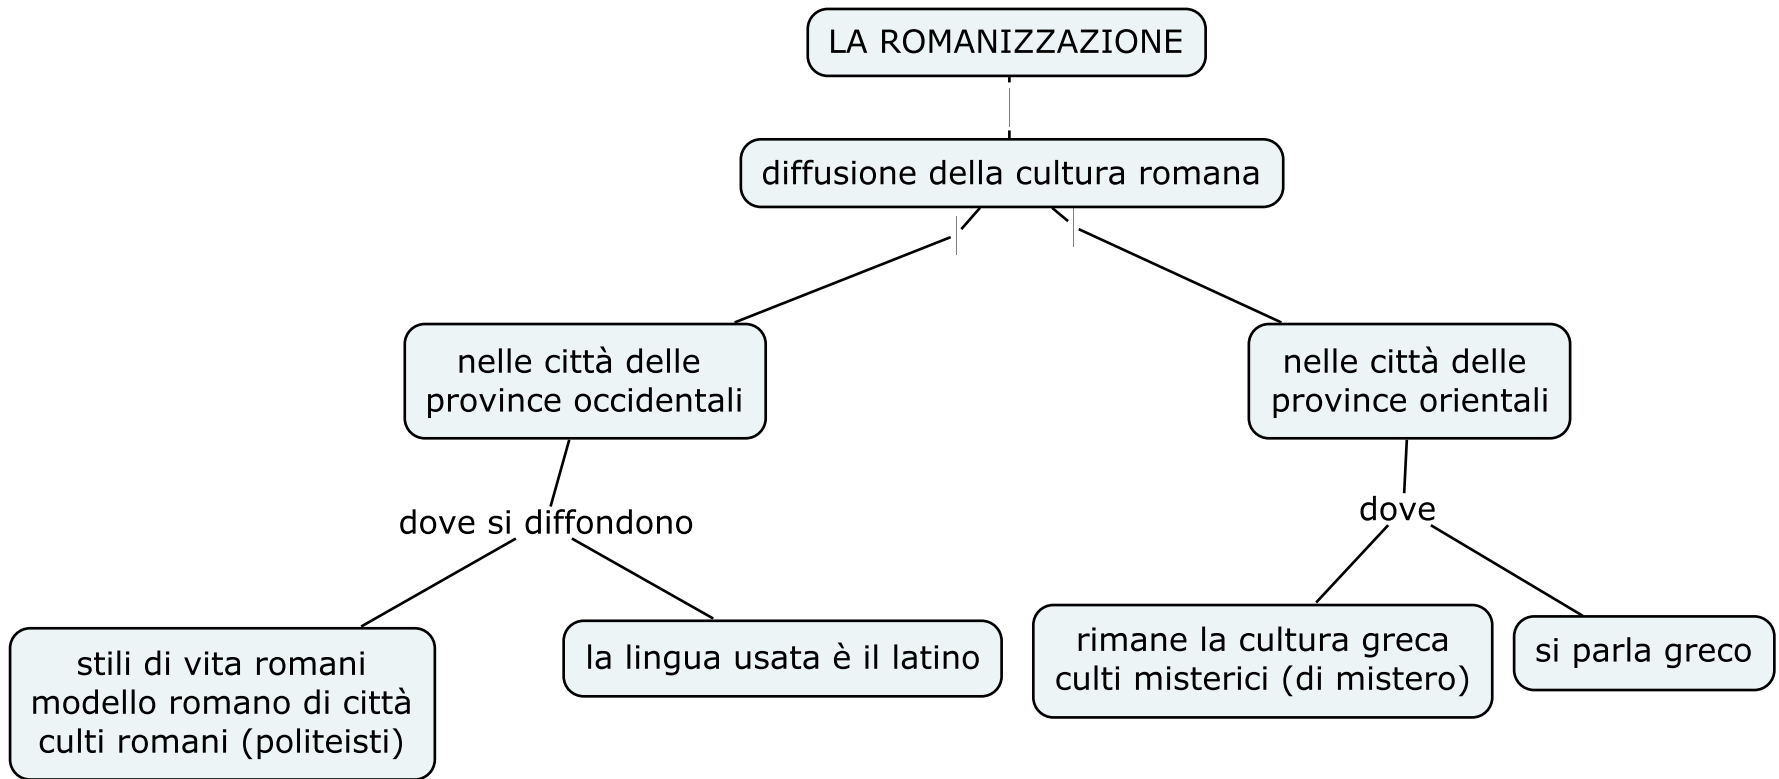 LA ROMANIZZAZIONE
diffusione della cultura romana
nelle città delle
province occidentali
nelle città delle
province orientali
dove si diffondono
dove
stili di vita romani
modello romano di città
culti romani (politeisti)
la lingua usata è il latino
rimane la cultura greca
culti misterici (di mistero)
si parla greco